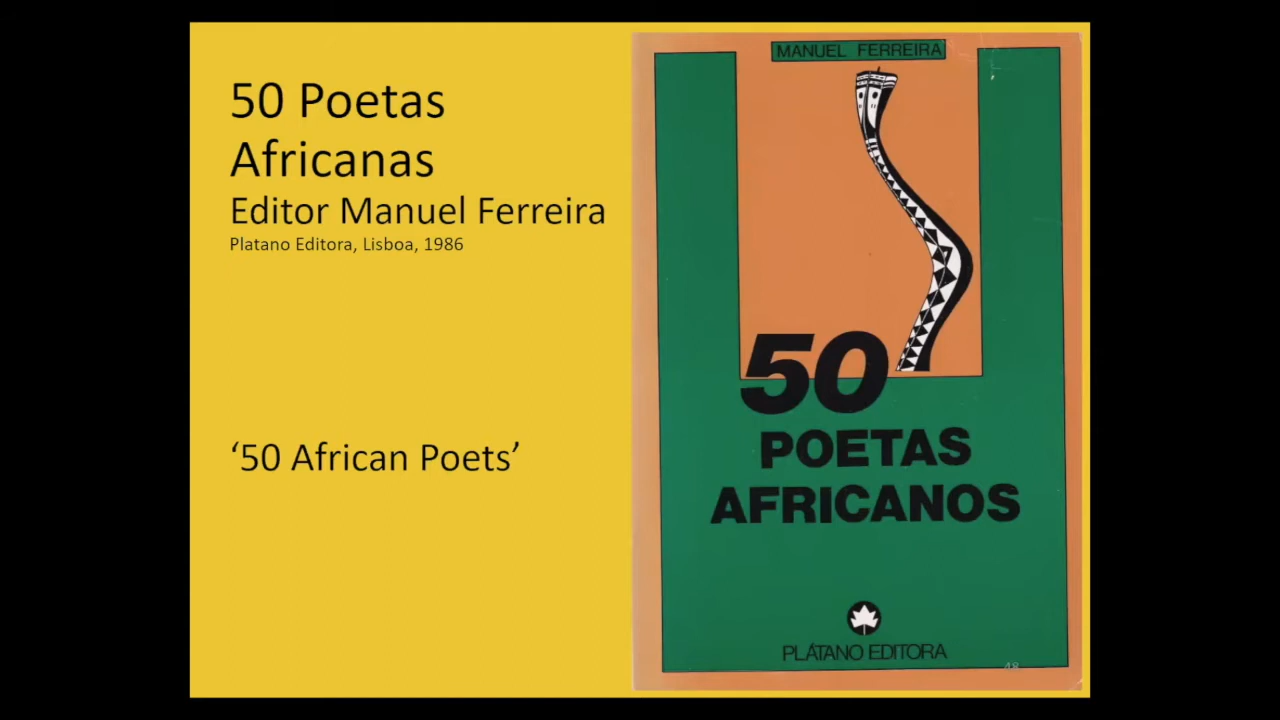 50 Poetas
Africanas
Editor Manuel Ferreira
Platano Editora, Lisboa, 1986
‘50 African Poets’
MANUEL FERREIRA
50
POETAS
AFRICANOS
PLÁTANO EDITORA
48